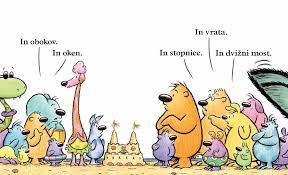 In obokov.
In oken.
In vrata.
In stopnice.
In dvižni most.